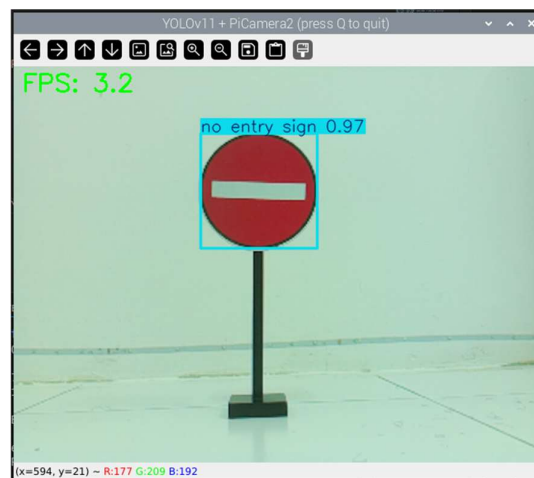 YOLOv11 + PiCamera2 (press Q to quit)
FPS: 3.2
no entry sign 0.97
(x=594, y=21) ~ R:177 G:209 B:192